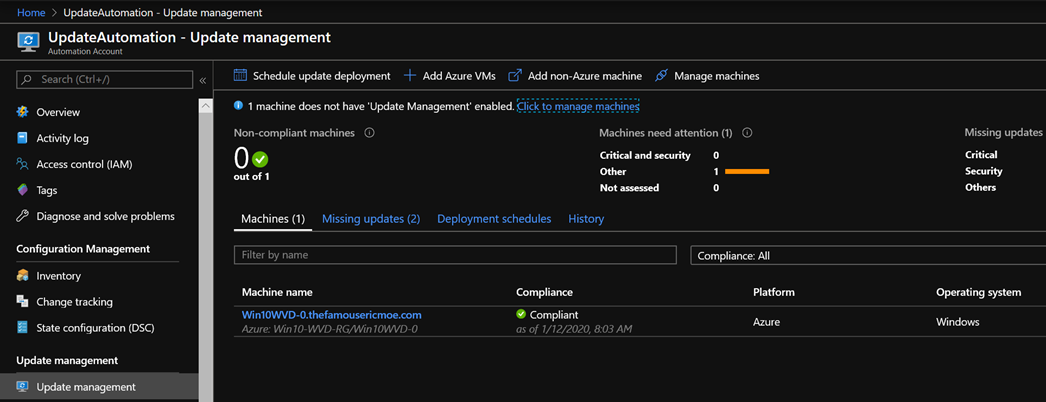 Home > UpdateAutomation - Update management
UpdateAutomation - Update management
Automation Account
Search (Ctrl+/)
«
Overview
Activity log
Access control (IAM)
Tags
Diagnose and solve problems
Configuration Management
Inventory
Change tracking
State configuration (DSC)
Update management
Update management
Schedule update deployment
Add Azure VMs
Add non-Azure machine
Manage machines
1 machine does not have 'Update Management' enabled. Click to manage machines
Non-compliant machines
0
out of 1
Machines need attention (1)
Critical and security 0
Other 1
Not assessed 0
Missing updates
Critical
Security
Others
Machines (1) Missing updates (2) Deployment schedules History
Filter by name
Compliance: All
Machine name Compliance Platform Operating system
Win10WVD-0.thefamousericmoe.com Compliant Azure Windows
Azure: Win10-WVD-RG/Win10WVD-0 as of 1/12/2020, 8:03 AM